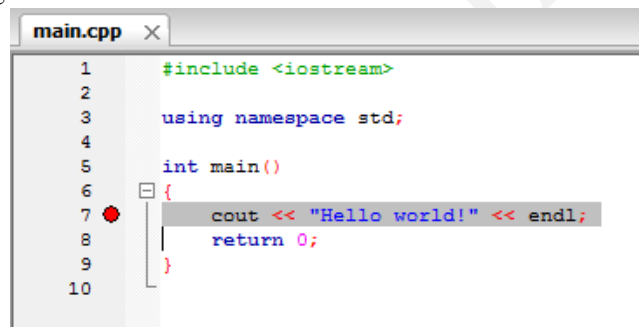 main.cpp
1 #include <iostream>
2
3 using namespace std;
4
5 int main()
6 {
7 cout << "Hello world!" << endl;
8 return 0;
9 }
10